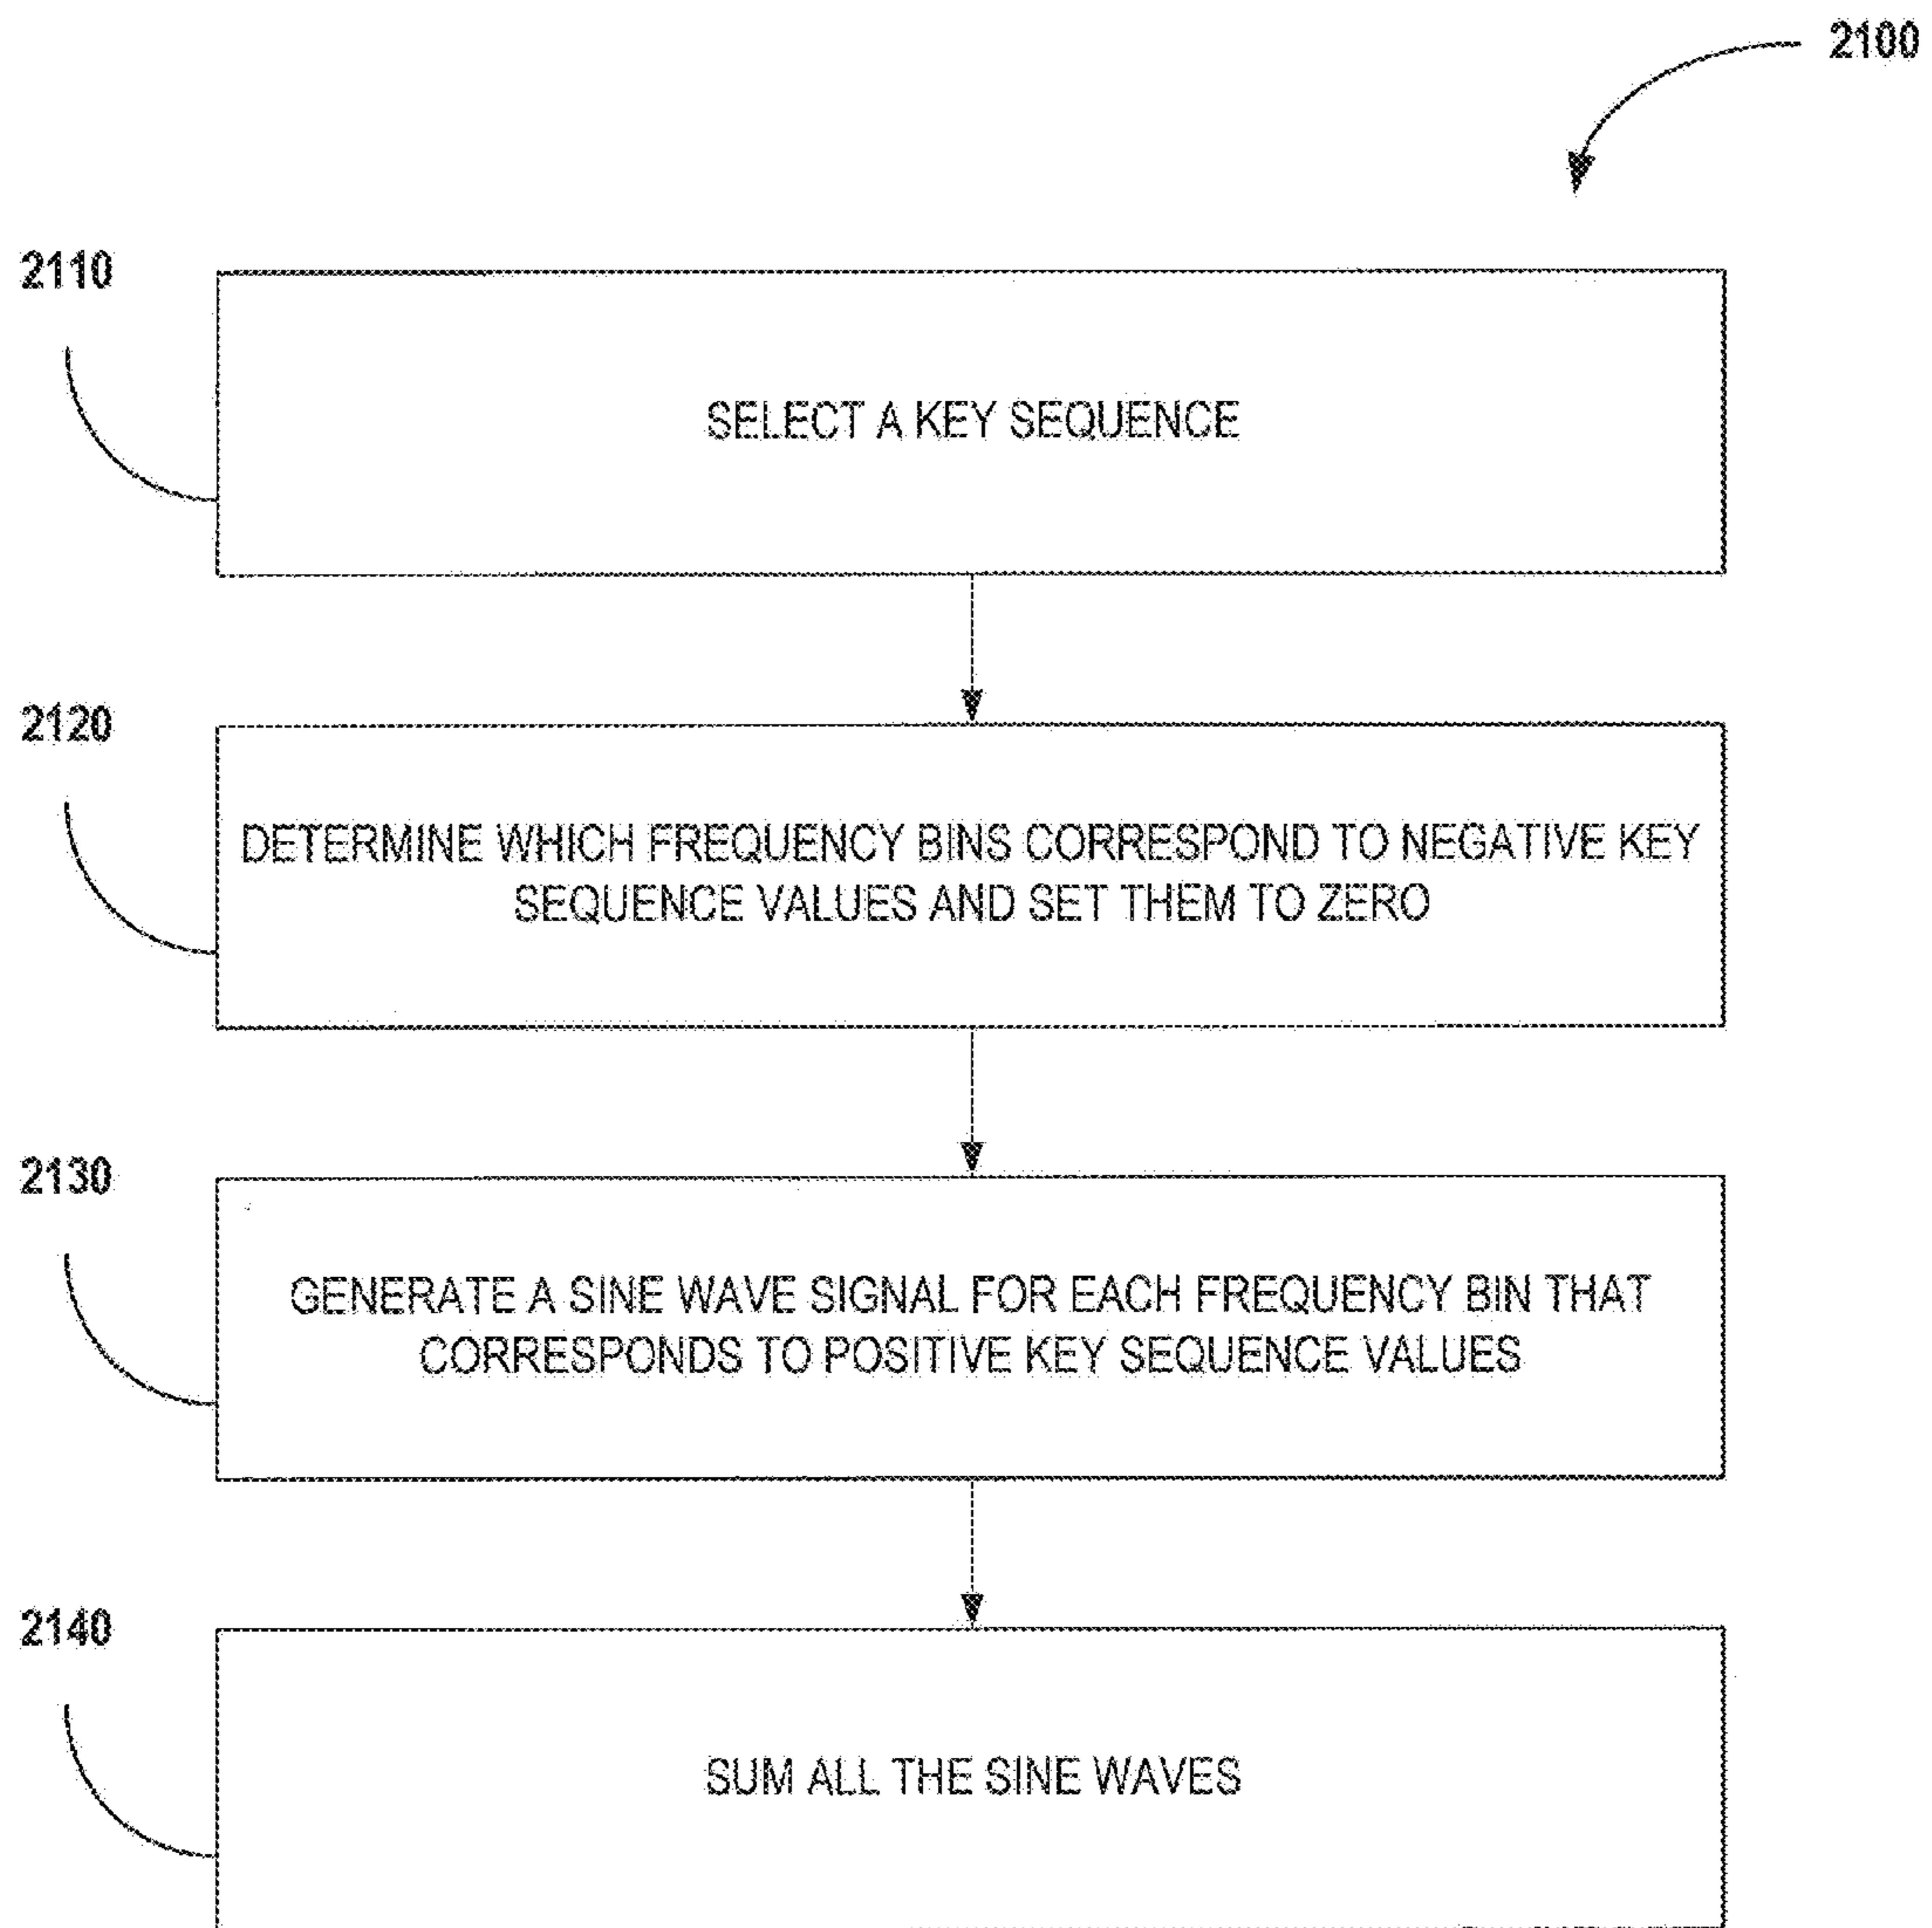 2100
2110
SELECT A KEY SEQUENCE
2120
DETERMINE WHICH FREQUENCY BINS CORRESPOND TO NEGATIVE KEY
SEQUENCE VALUES AND SET THEM TO ZERO
2130
GENERATE A SINE WAVE SIGNAL FOR EACH FREQUENCY BIN THAT
CORRESPONDS TO POSITIVE KEY SEQUENCE VALUES
2140
SUM ALL THE SINE WAVES